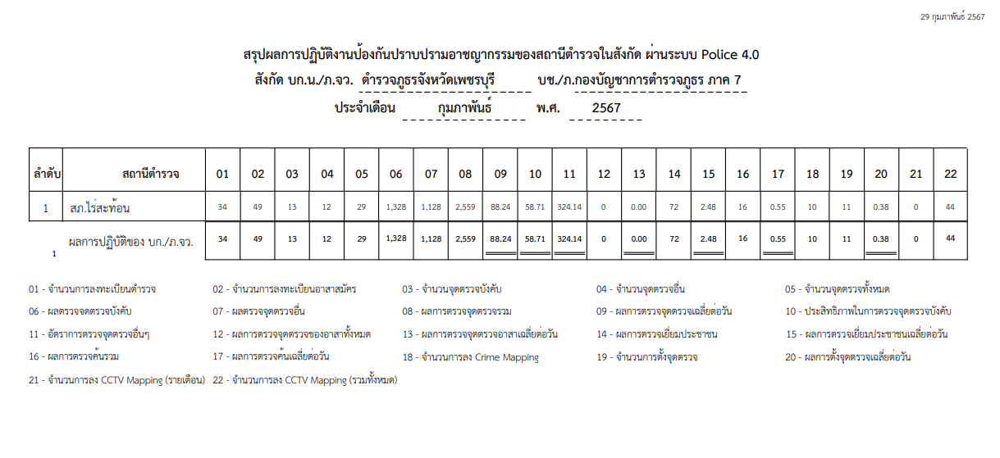 29 กุมภาพันธ์ 2567
สรุปผลการปฏิบัติงานป้องกันปราบปรามอาชญากรรมของสถานีตำรวจในสังกัด ผ่านระบบ Police 4.0
สังกัด บก.น./ภ.จว. ตำรวจภูธรจังหวัดเพชรบุรี บช./ภ.กองบัญชาการตำรวจภูธร ภาค 7
ประจำเดือน กุมภาพันธ์ พ.ศ. 2567
ลำดับ สถานีตำรวจ 01 02 03 04 05 06 07 08 09 10 11 12 13 14 15 16 17 18 19 20 21 22
1 สภ.ไร่สะท้อน 34 49 13 12 29 1,328 1,128 2,559 88.24 58.71 324.14 0 0.00 72 2.48 16 0.55 10 11 0.38 0 44
ผลการปฏิบัติของ บก./ภ.จว. 34 49 13 12 29 1,328 1,128 2,559 88.24 58.71 324.14 0 0.00 72 2.48 16 0.55 10 11 0.38 0 44
1
01 - จำนวนการลงทะเบียนตำรวจ 02 - จำนวนการลงทะเบียนอาสาสมัคร 03 - จำนวนจุดตรวจบังคับ 04 - จำนวนจุดตรวจอื่น 05 - จำนวนจุดตรวจทั้งหมด
06 - ผลตรวจจดตรวจบังคับ 07 - ผลตรวจจุดตรวจอื่น 08 - ผลการตรวจจุดตรวจรวม 09 - ผลการตรวจจุดตรวจเฉลี่ยต่อวัน 10 - ประสิทธิภาพในการตรวจจุดตรวจบังคับ
11 - อัตราการตรวจจุดตรวจอื่นๆ 12 - ผลการตรวจจุดตรวจของอาสาทั้งหมด 13 - ผลการตรวจจุดตรวจอาสาเฉลี่ยต่อวัน 14 - ผลการตรวจเยี่ยมประชาชน 15 - ผลการตรวจเยี่ยมประชาชนเฉลี่ยต่อวัน
16 - ผลการตรวจค้นรวม 17 - ผลการตรวจค้นเฉลี่ยต่อวัน 18 - จำนวนการลง Crime Mapping 19 - จำนวนการตั้งจุดตรวจ 20 - ผลการตั้งจุดตรวจเฉลี่ยต่อวัน
21 - จำนวนการลง CCTV Mapping (รายเดือน) 22 - จำนวนการลง CCTV Mapping (รวมทั้งหมด)